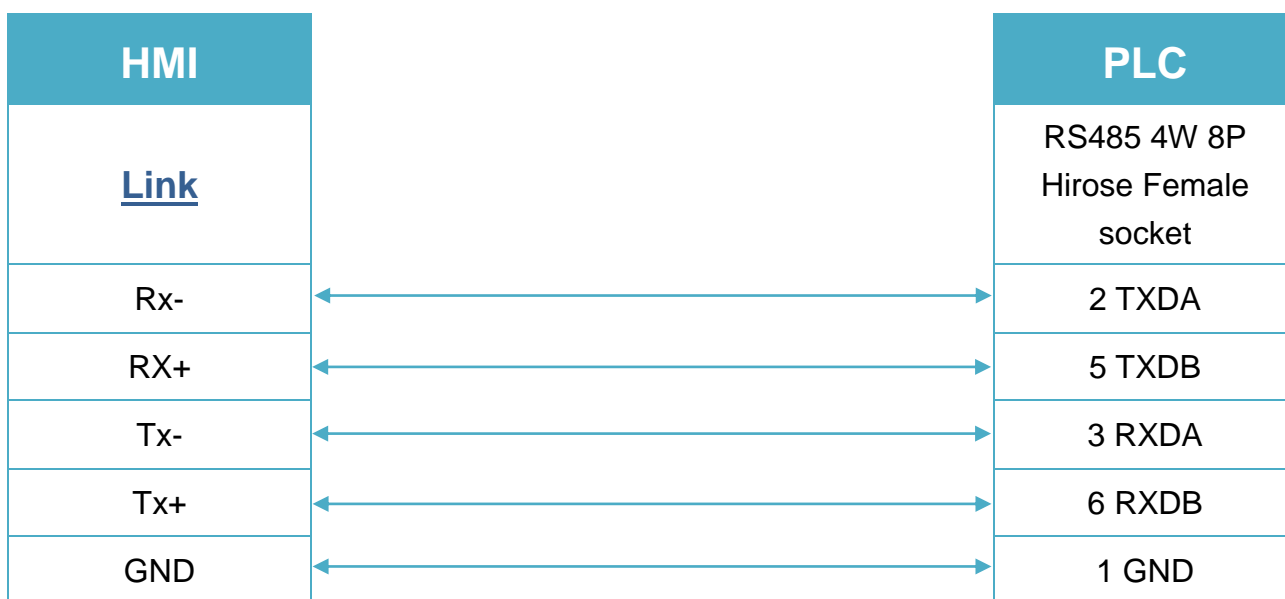 HMI
PLC
Link
RS485 4W 8P
Hirose Female
socket
Rx-
2 TXDA
RX+
5 TXDB
Tx-
3 RXDA
Tx+
6 RXDB
GND
1 GND